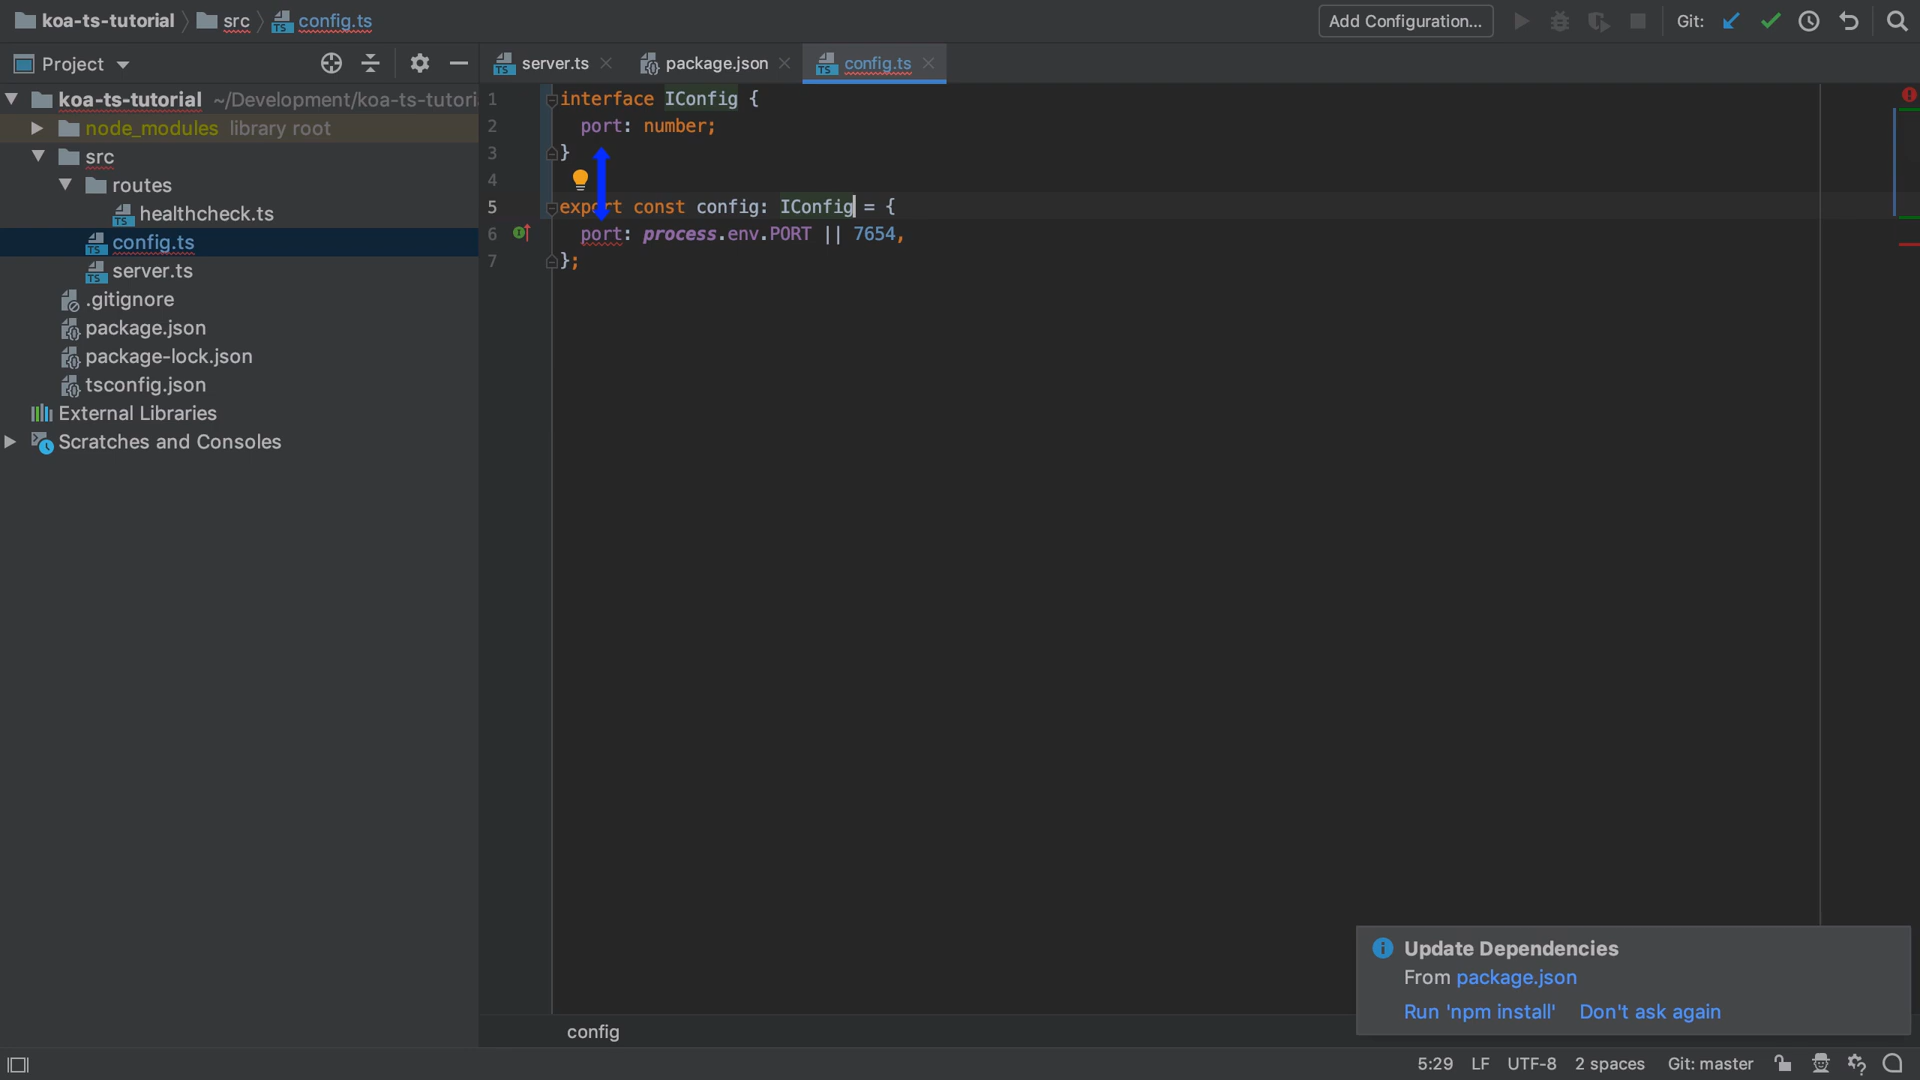 koa-ts-tutorial src config.ts Add Configuration... Git:
Project server.ts package.json config.ts
koa-ts-tutorial ~/Development/koa-ts-tutori
node_modules library root
src
routes
healthcheck.ts
config.ts
server.ts
.gitignore
package.json
package-lock.json
tsconfig.json
External Libraries
Scratches and Consoles
1 interface IConfig {
2 port: number;
3 }
4
5 export const config: IConfig = {
6 port: process.env.PORT || 7654,
7 };
Update Dependencies
From package.json
Run 'npm install' Don't ask again
config
5:29 LF UTF-8 2 spaces Git: master